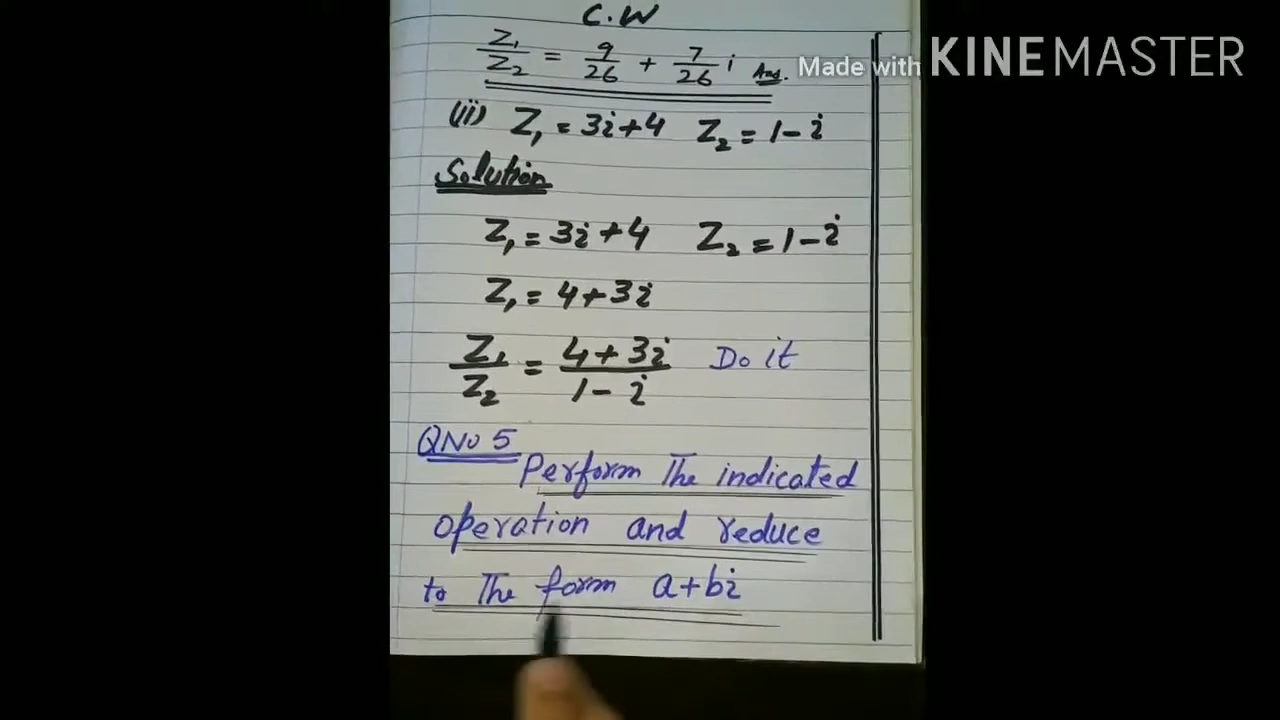 C.W
Z₁/Z₂ = 9/26 + 7/26 i Ans.
Made with KINEMASTER
(ii) Z₁ = 3i+4 Z₂ = 1-i
Solution
Z₁ = 3i+4 Z₂ = 1-i
Z₁ = 4+3i
Z₁/Z₂ = 4+3i/1-i Do it
QNo 5
Perform The indicated
operation and reduce
to The form a+bi